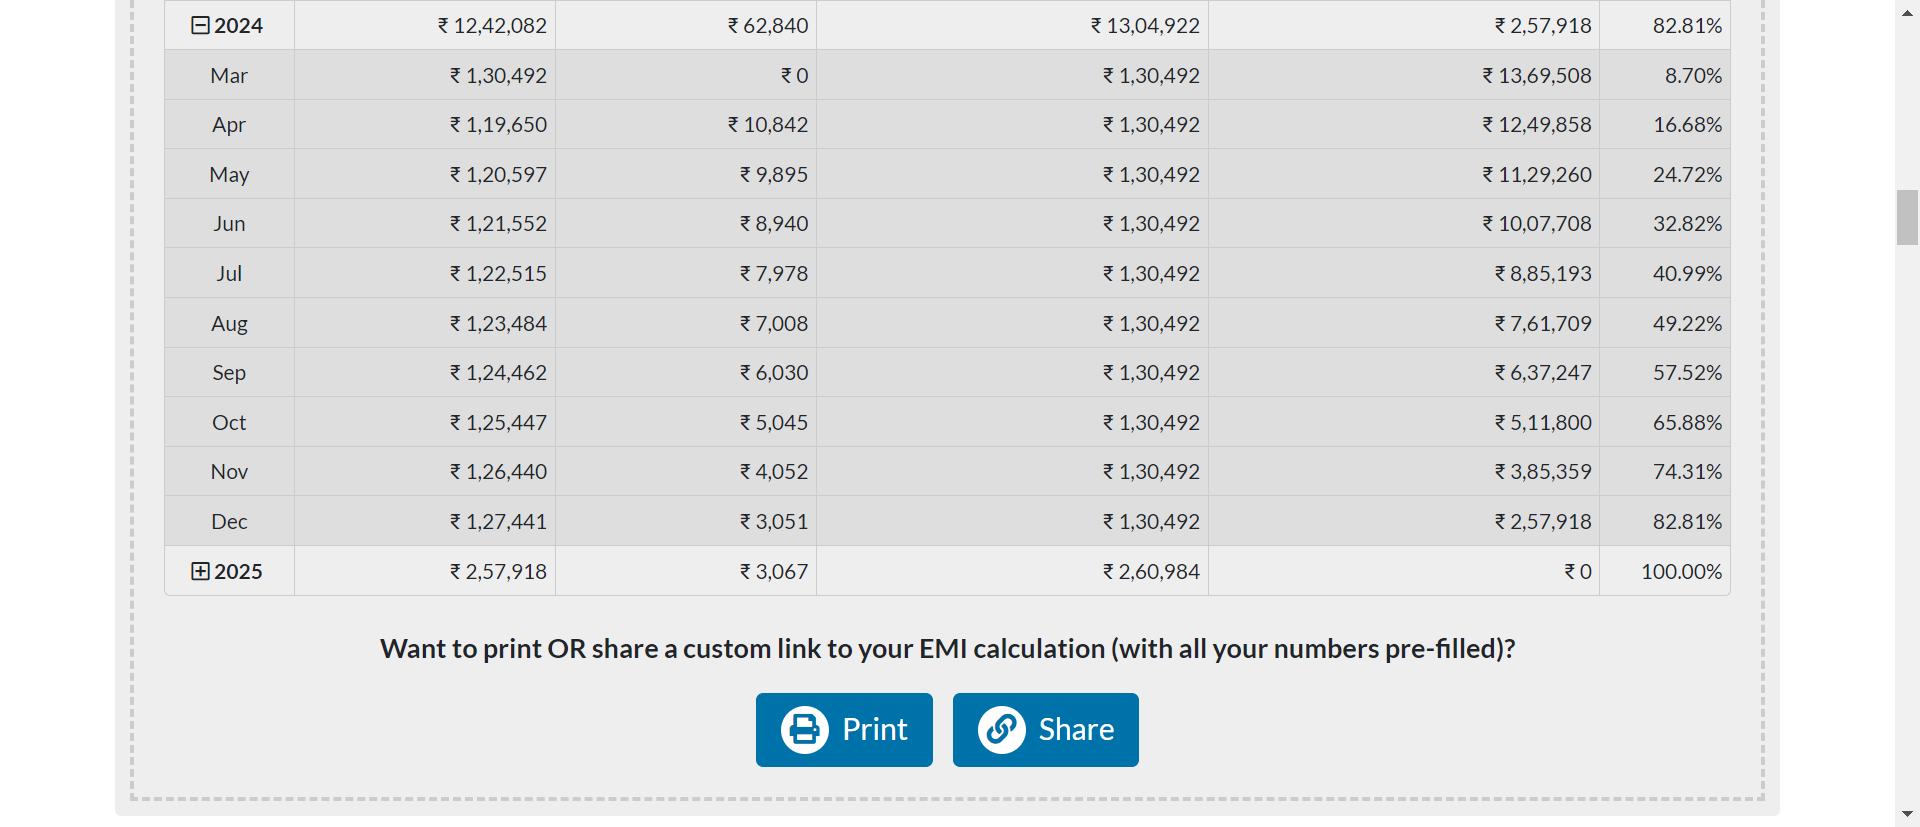 2024 ₹ 12,42,082 ₹ 62,840 ₹ 13,04,922 ₹ 2,57,918 82.81%
Mar ₹ 1,30,492 ₹ 0 ₹ 1,30,492 ₹ 13,69,508 8.70%
Apr ₹ 1,19,650 ₹ 10,842 ₹ 1,30,492 ₹ 12,49,858 16.68%
May ₹ 1,20,597 ₹ 9,895 ₹ 1,30,492 ₹ 11,29,260 24.72%
Jun ₹ 1,21,552 ₹ 8,940 ₹ 1,30,492 ₹ 10,07,708 32.82%
Jul ₹ 1,22,515 ₹ 7,978 ₹ 1,30,492 ₹ 8,85,193 40.99%
Aug ₹ 1,23,484 ₹ 7,008 ₹ 1,30,492 ₹ 7,61,709 49.22%
Sep ₹ 1,24,462 ₹ 6,030 ₹ 1,30,492 ₹ 6,37,247 57.52%
Oct ₹ 1,25,447 ₹ 5,045 ₹ 1,30,492 ₹ 5,11,800 65.88%
Nov ₹ 1,26,440 ₹ 4,052 ₹ 1,30,492 ₹ 3,85,359 74.31%
Dec ₹ 1,27,441 ₹ 3,051 ₹ 1,30,492 ₹ 2,57,918 82.81%
2025 ₹ 2,57,918 ₹ 3,067 ₹ 2,60,984 ₹ 0 100.00%
Want to print OR share a custom link to your EMI calculation (with all your numbers pre-filled)?
Print Share